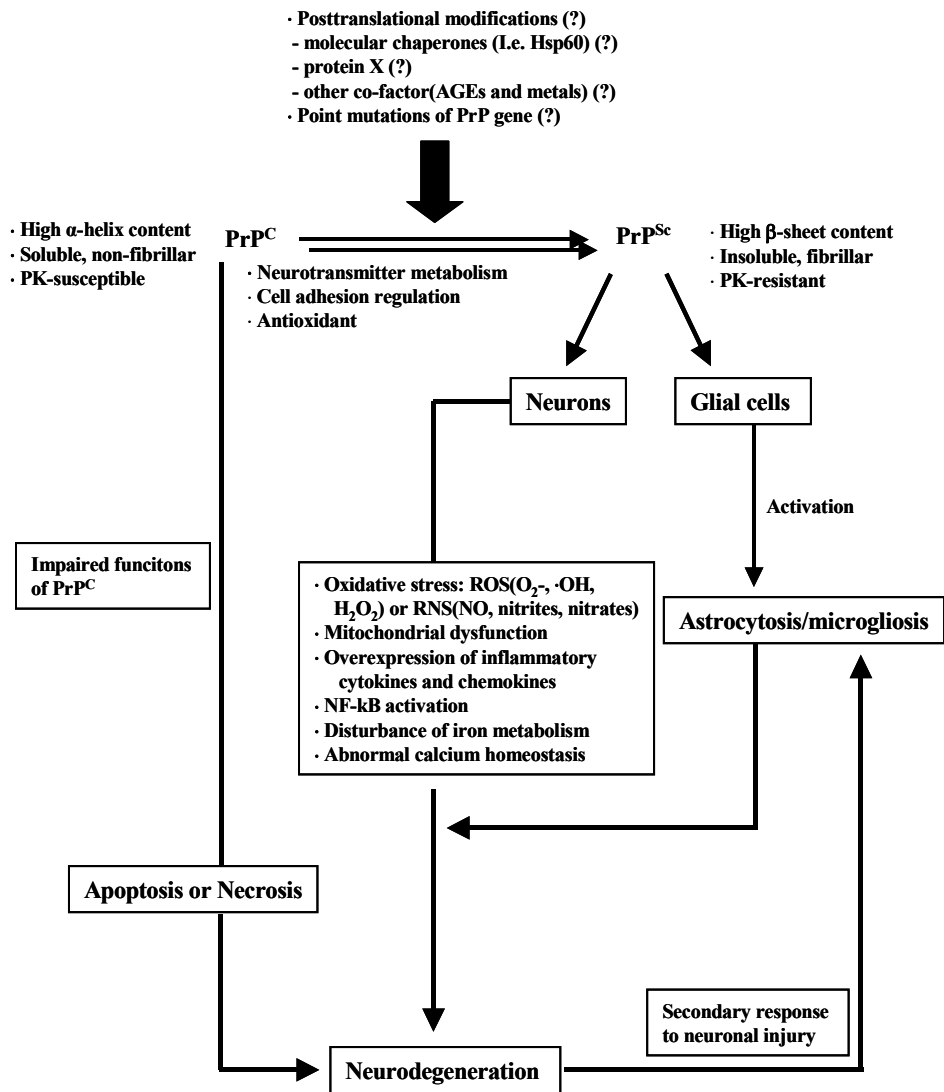 · Posttranslational modifications (?)
- molecular chaperones (I.e. Hsp60) (?)
- protein X (?)
- other co-factor(AGEs and metals) (?)
· Point mutations of PrP gene (?)
· High α-helix content
· Soluble, non-fibrillar
· PK-susceptible
PrPᶜ
PrPSc
· High β-sheet content
· Insoluble, fibrillar
· PK-resistant
· Neurotransmitter metabolism
· Cell adhesion regulation
· Antioxidant
Neurons
Glial cells
Activation
Impaired funcitons
of PrPᶜ
· Oxidative stress: ROS(O₂-, ·OH,
H₂O₂) or RNS(NO, nitrites, nitrates)
· Mitochondrial dysfunction
· Overexpression of inflammatory
cytokines and chemokines
· NF-kB activation
· Disturbance of iron metabolism
· Abnormal calcium homeostasis
Astrocytosis/microgliosis
Apoptosis or Necrosis
Secondary response
to neuronal injury
Neurodegeneration